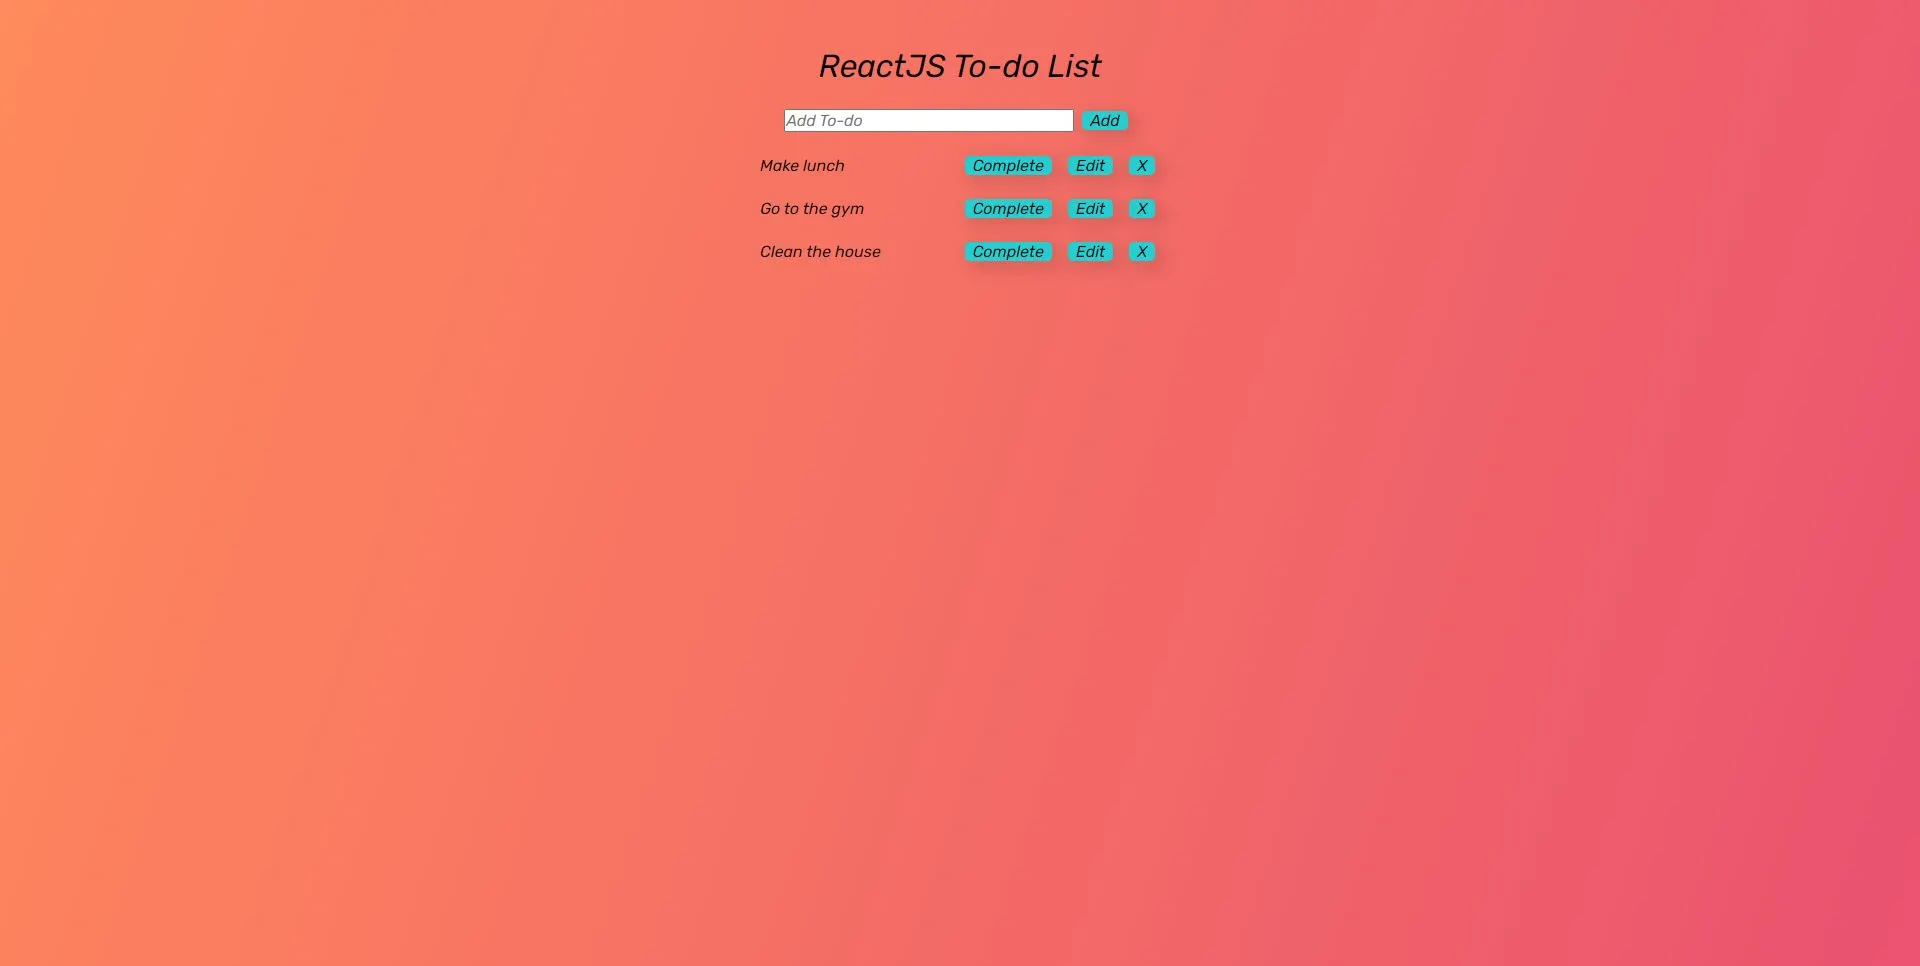 ReactJS To-do List
Add To-do Add
Make lunch Complete Edit X
Go to the gym Complete Edit X
Clean the house Complete Edit X